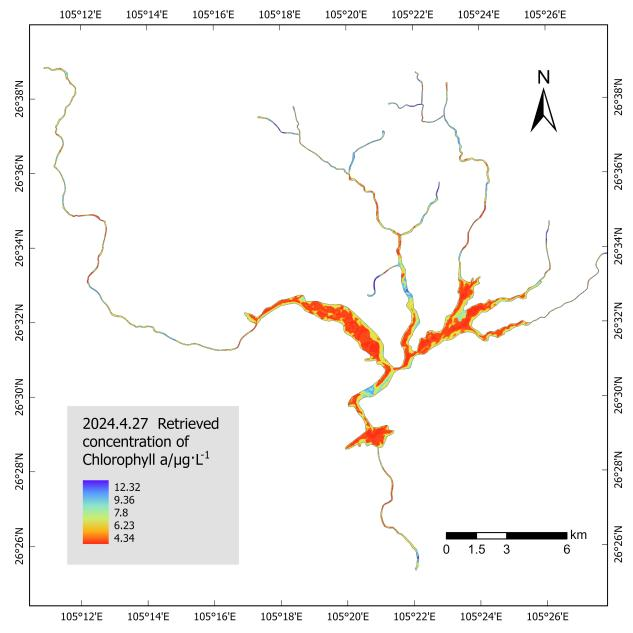 105°12'E 105°14'E 105°16'E 105°18'E 105°20'E 105°22'E 105°24'E 105°26'E
N
26°38'N 26°38'N
26°36'N 26°36'N
26°34'N 26°34'N
26°32'N 26°32'N
26°30'N 26°30'N
26°28'N 26°28'N
26°26'N 26°26'N
2024.4.27 Retrieved
concentration of
Chlorophyll a/μg·L-1
12.32
9.36
7.8
6.23
4.34
km
0 1.5 3 6
105°12'E 105°14'E 105°16'E 105°18'E 105°20'E 105°22'E 105°24'E 105°26'E